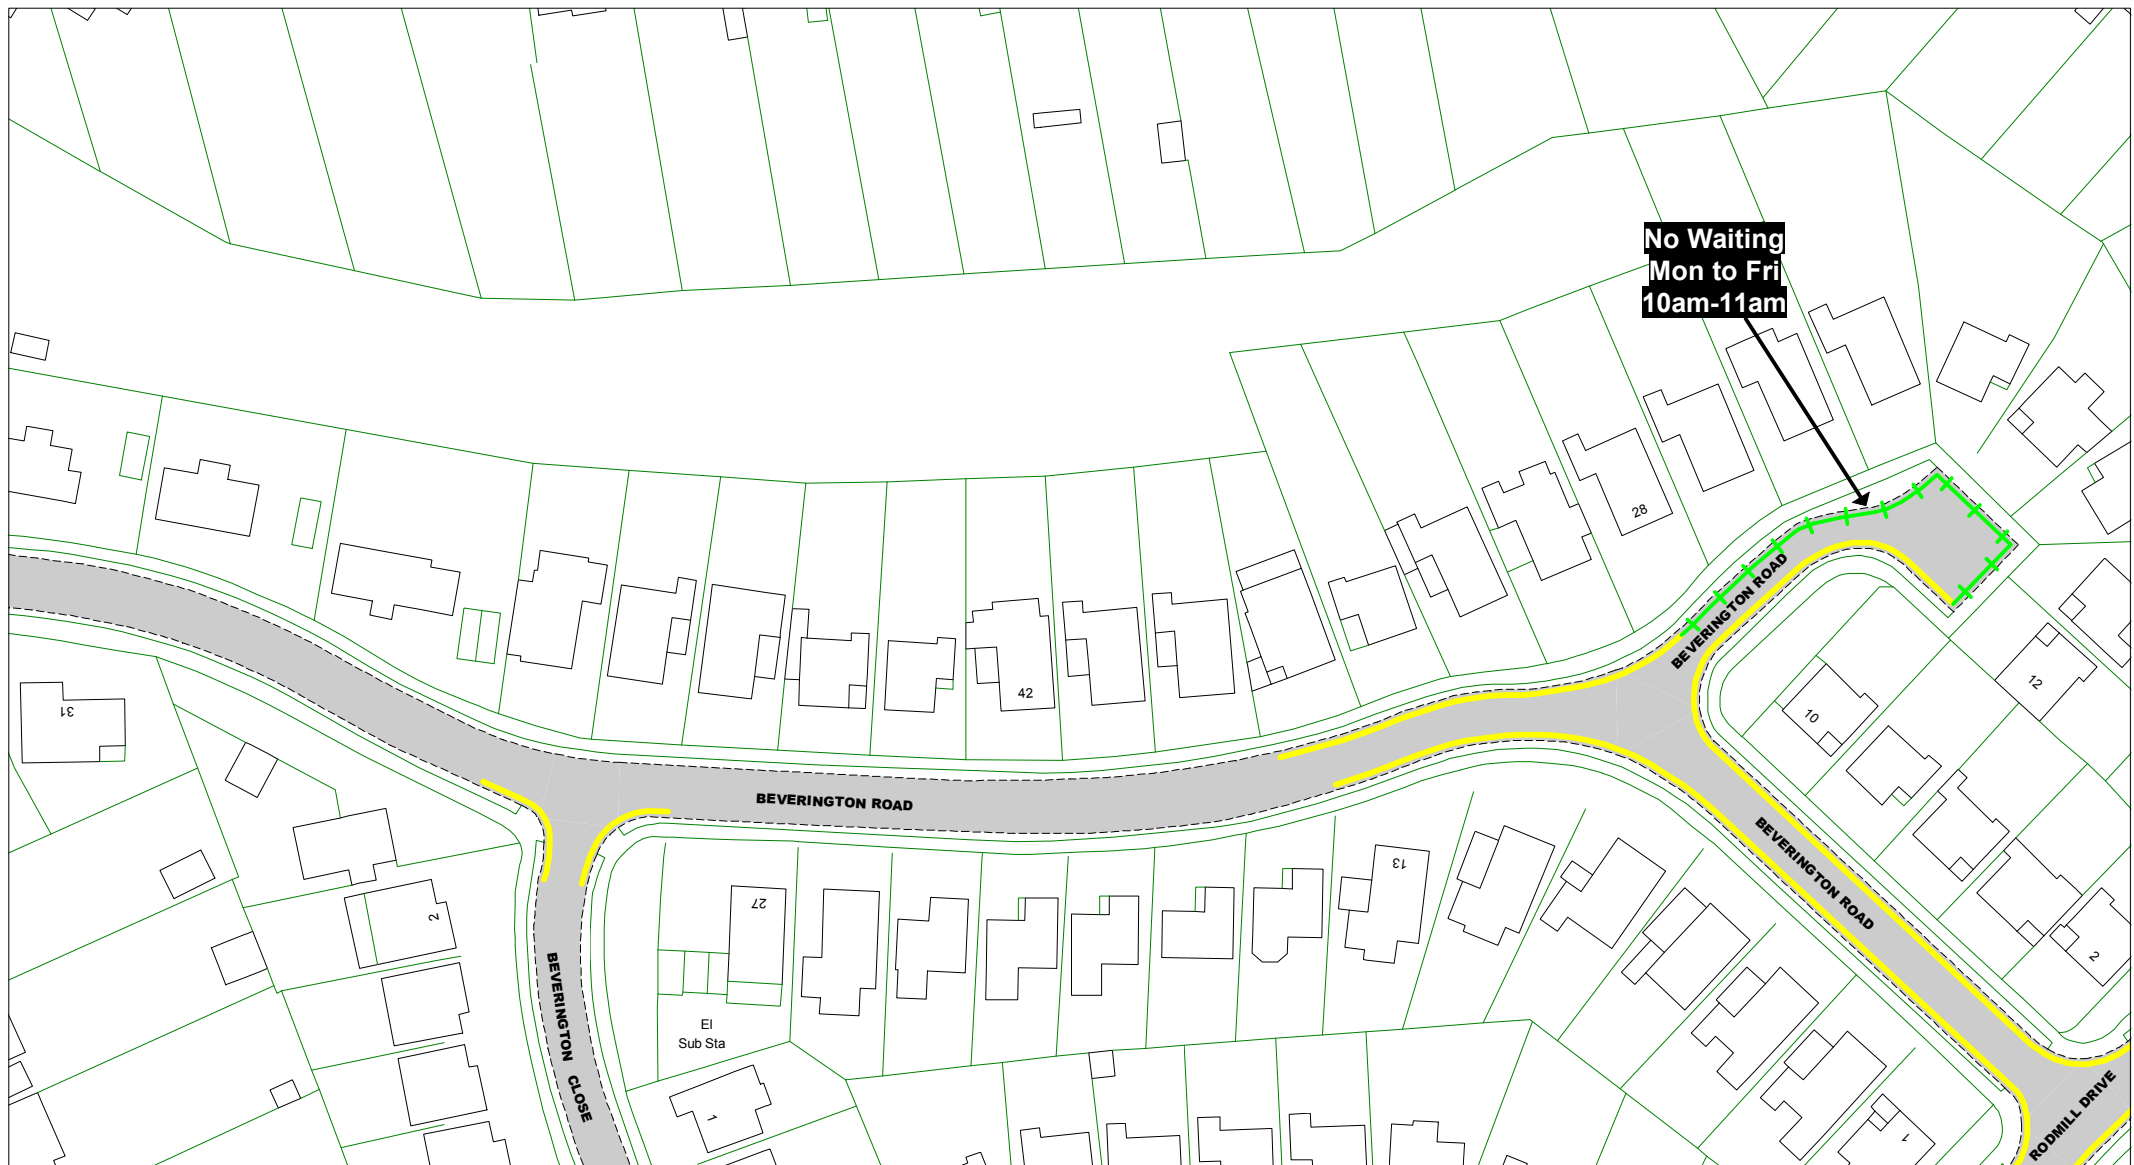 No Waiting
Mon to Fri
10am-11am
28
BEVERINGTON ROAD
42
31
10
12
BEVERINGTON ROAD
BEVERINGTON ROAD
13
27
2
2
El
Sub Sta
BEVERINGTON CLOSE
1
1
RODMILL DRIVE